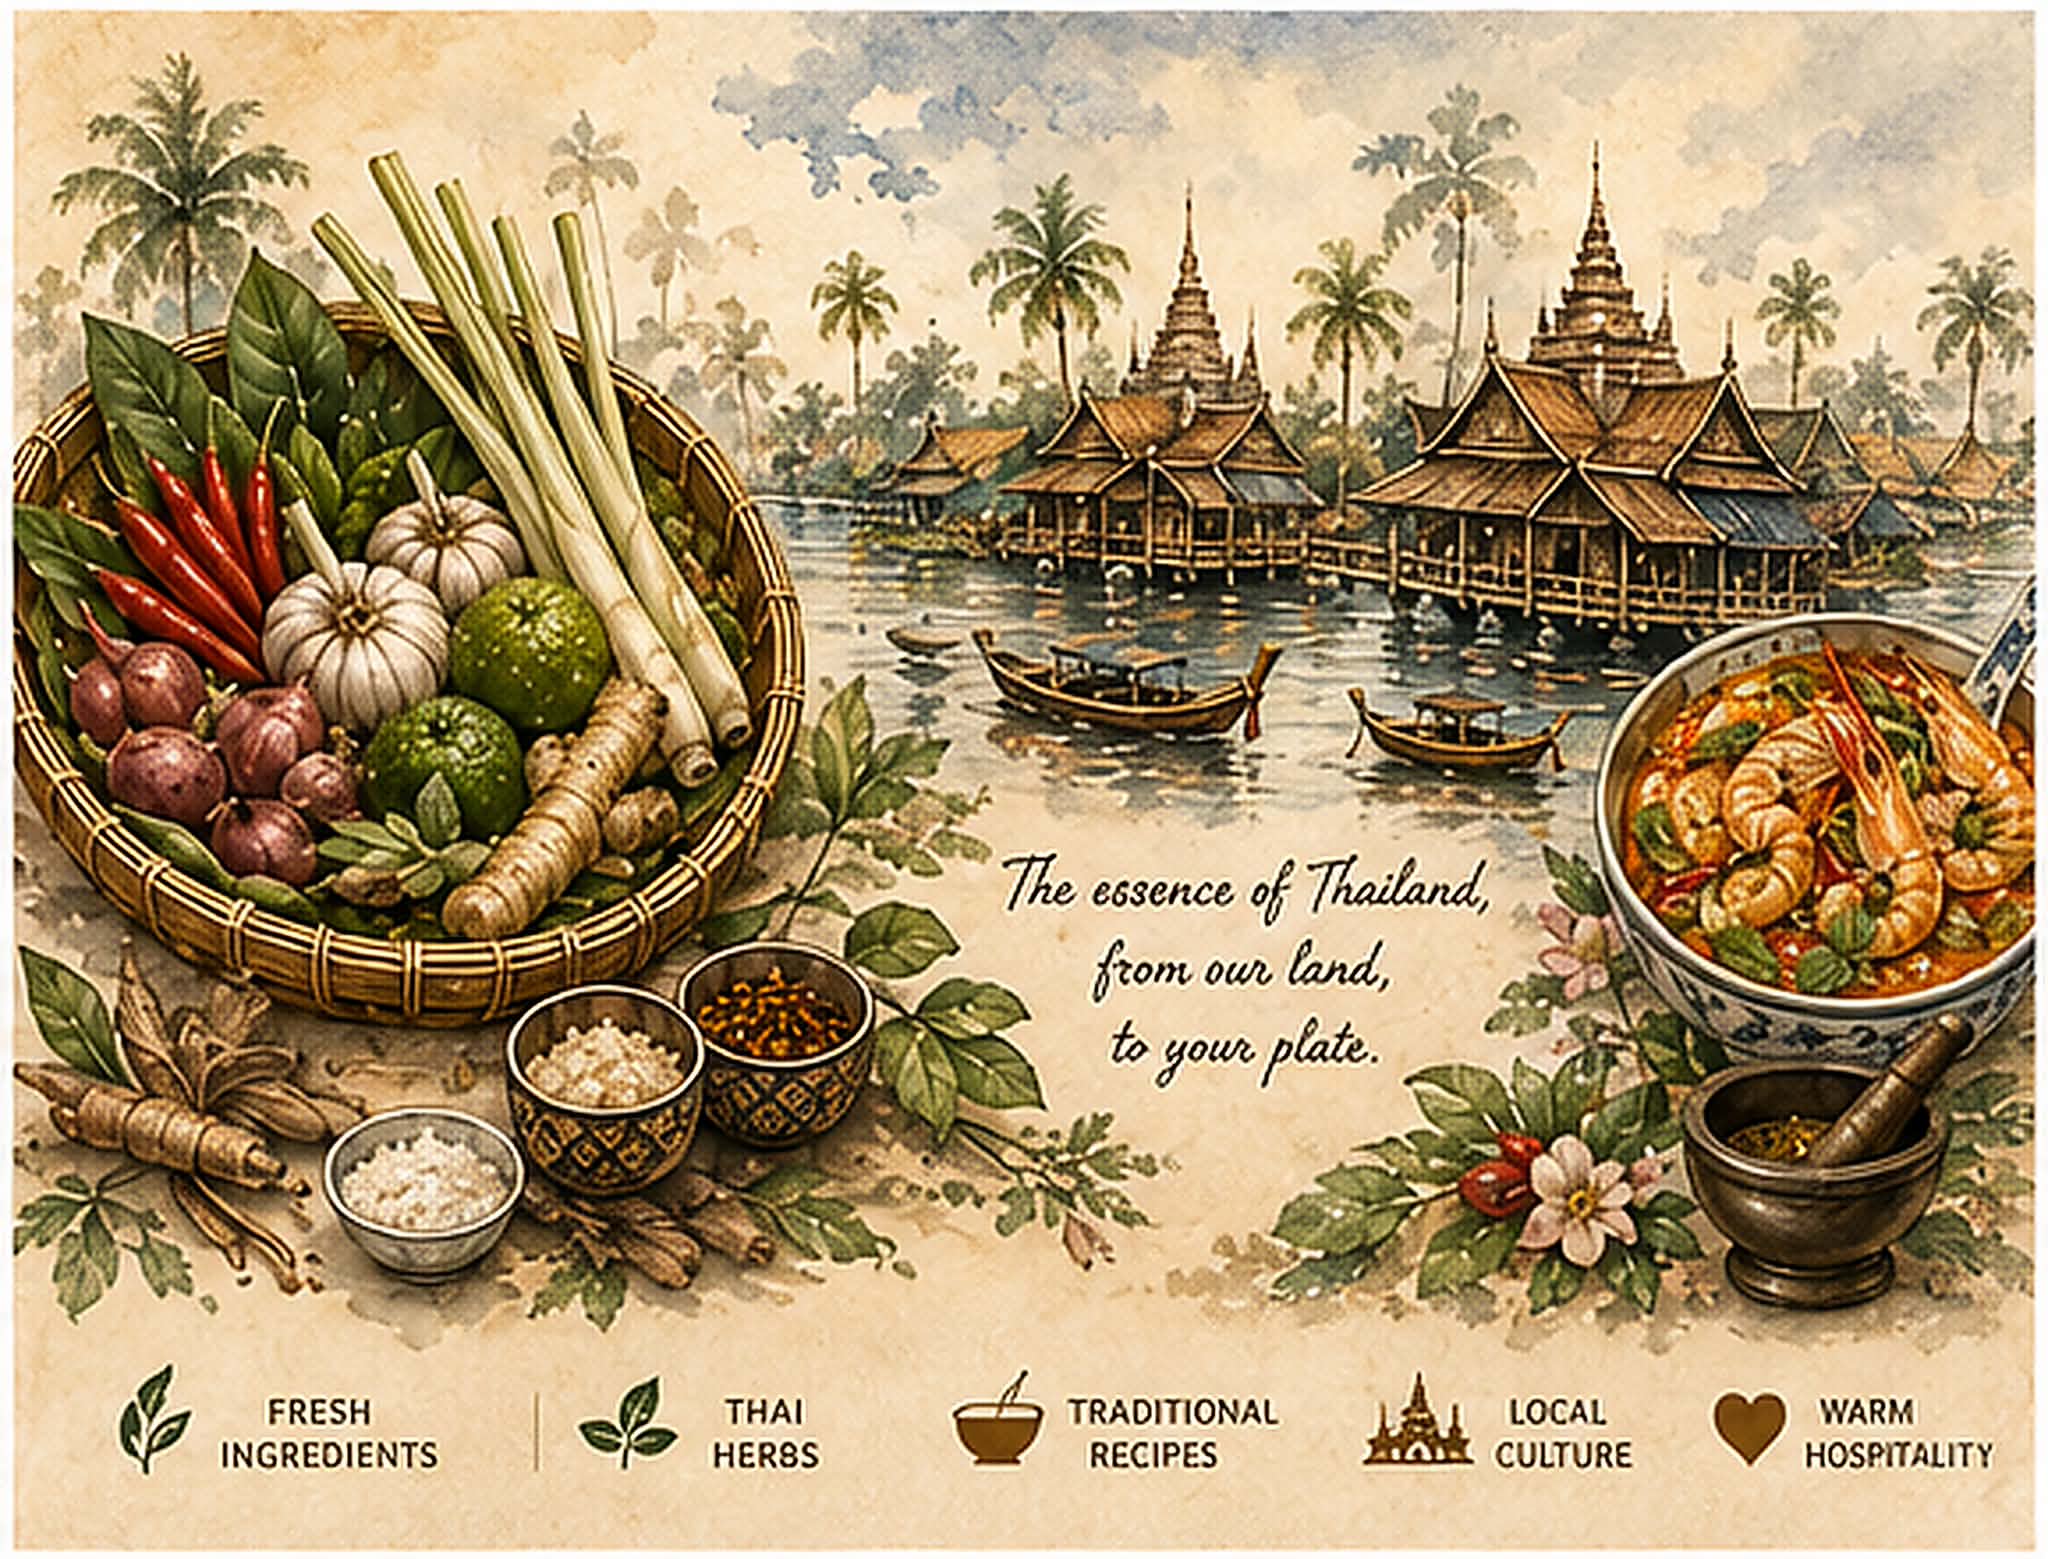 The essence of Thailand,
from our land,
to your plate.
FRESH
INGREDIENTS
THAI
HERBS
TRADITIONAL
RECIPES
LOCAL
CULTURE
WARM
HOSPITALITY